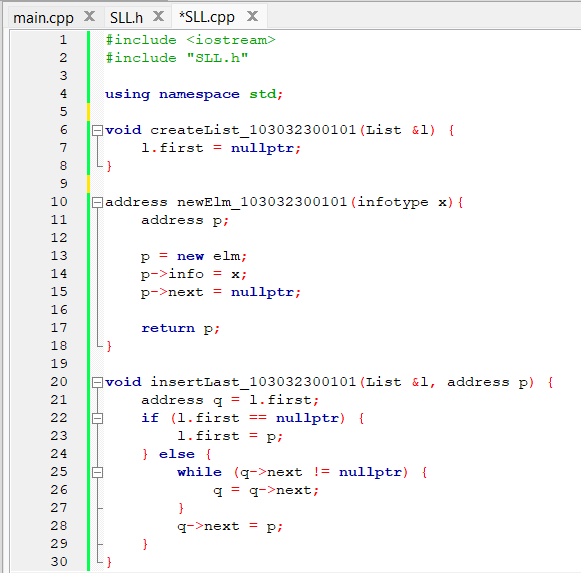 main.cpp X SLL.h X *SLL.cpp X
1 #include <iostream>
2 #include "SLL.h"
3
4 using namespace std;
5
6 void createList_103032300101(List &l) {
7     l.first = nullptr;
8 }
9
10 address newElm_103032300101(infotype x){
11     address p;
12
13     p = new elm;
14     p->info = x;
15     p->next = nullptr;
16
17     return p;
18 }
19
20 void insertLast_103032300101(List &l, address p) {
21     address q = l.first;
22     if (l.first == nullptr) {
23         l.first = p;
24     } else {
25         while (q->next != nullptr) {
26             q = q->next;
27         }
28         q->next = p;
29     }
30 }